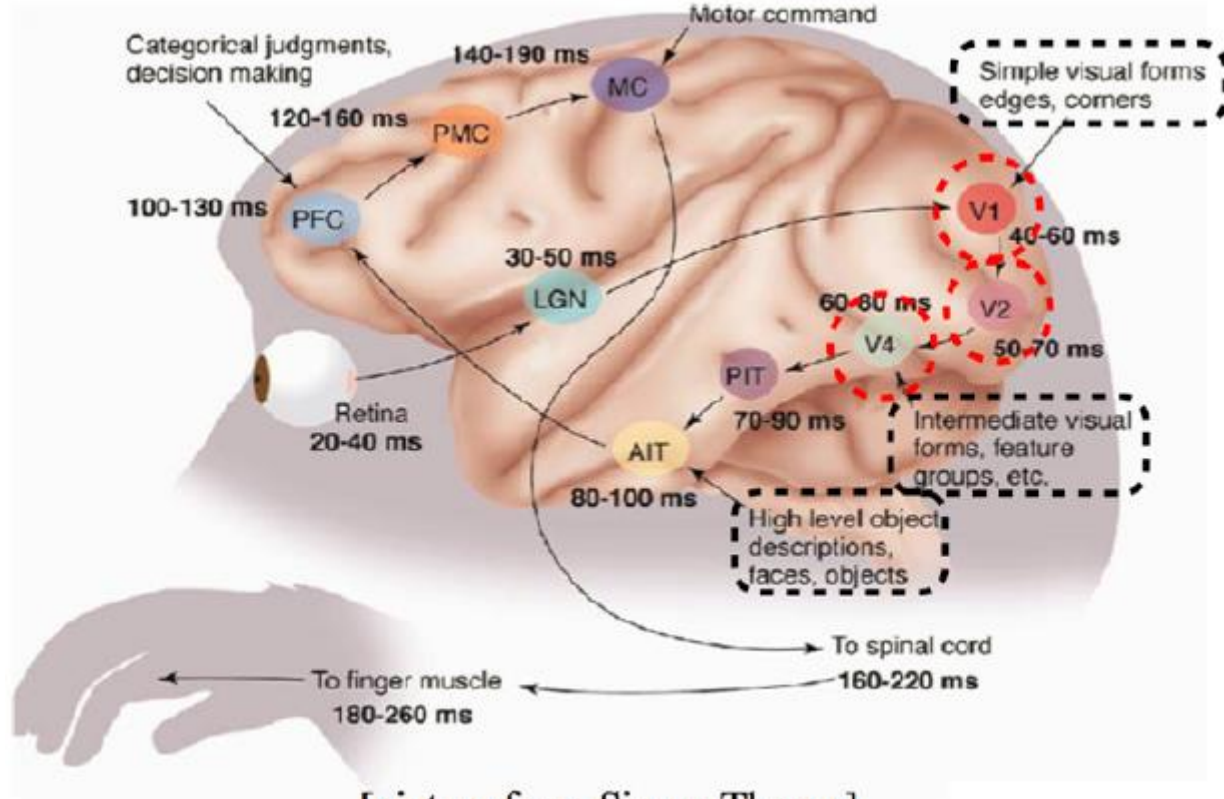 Motor command
Categorical judgments,
decision making
140-190 ms
MC
Simple visual forms
edges, corners
120-160 ms
PMC
100-130 ms
PFC
V1
40-60 ms
30-50 ms
LGN
60-80 ms
V2
V4
50-70 ms
PIT
70-90 ms
Retina
20-40 ms
Intermediate visual
forms, feature
groups, etc.
AIT
80-100 ms
High level object
descriptions,
faces, objects
To spinal cord
160-220 ms
To finger muscle
180-260 ms